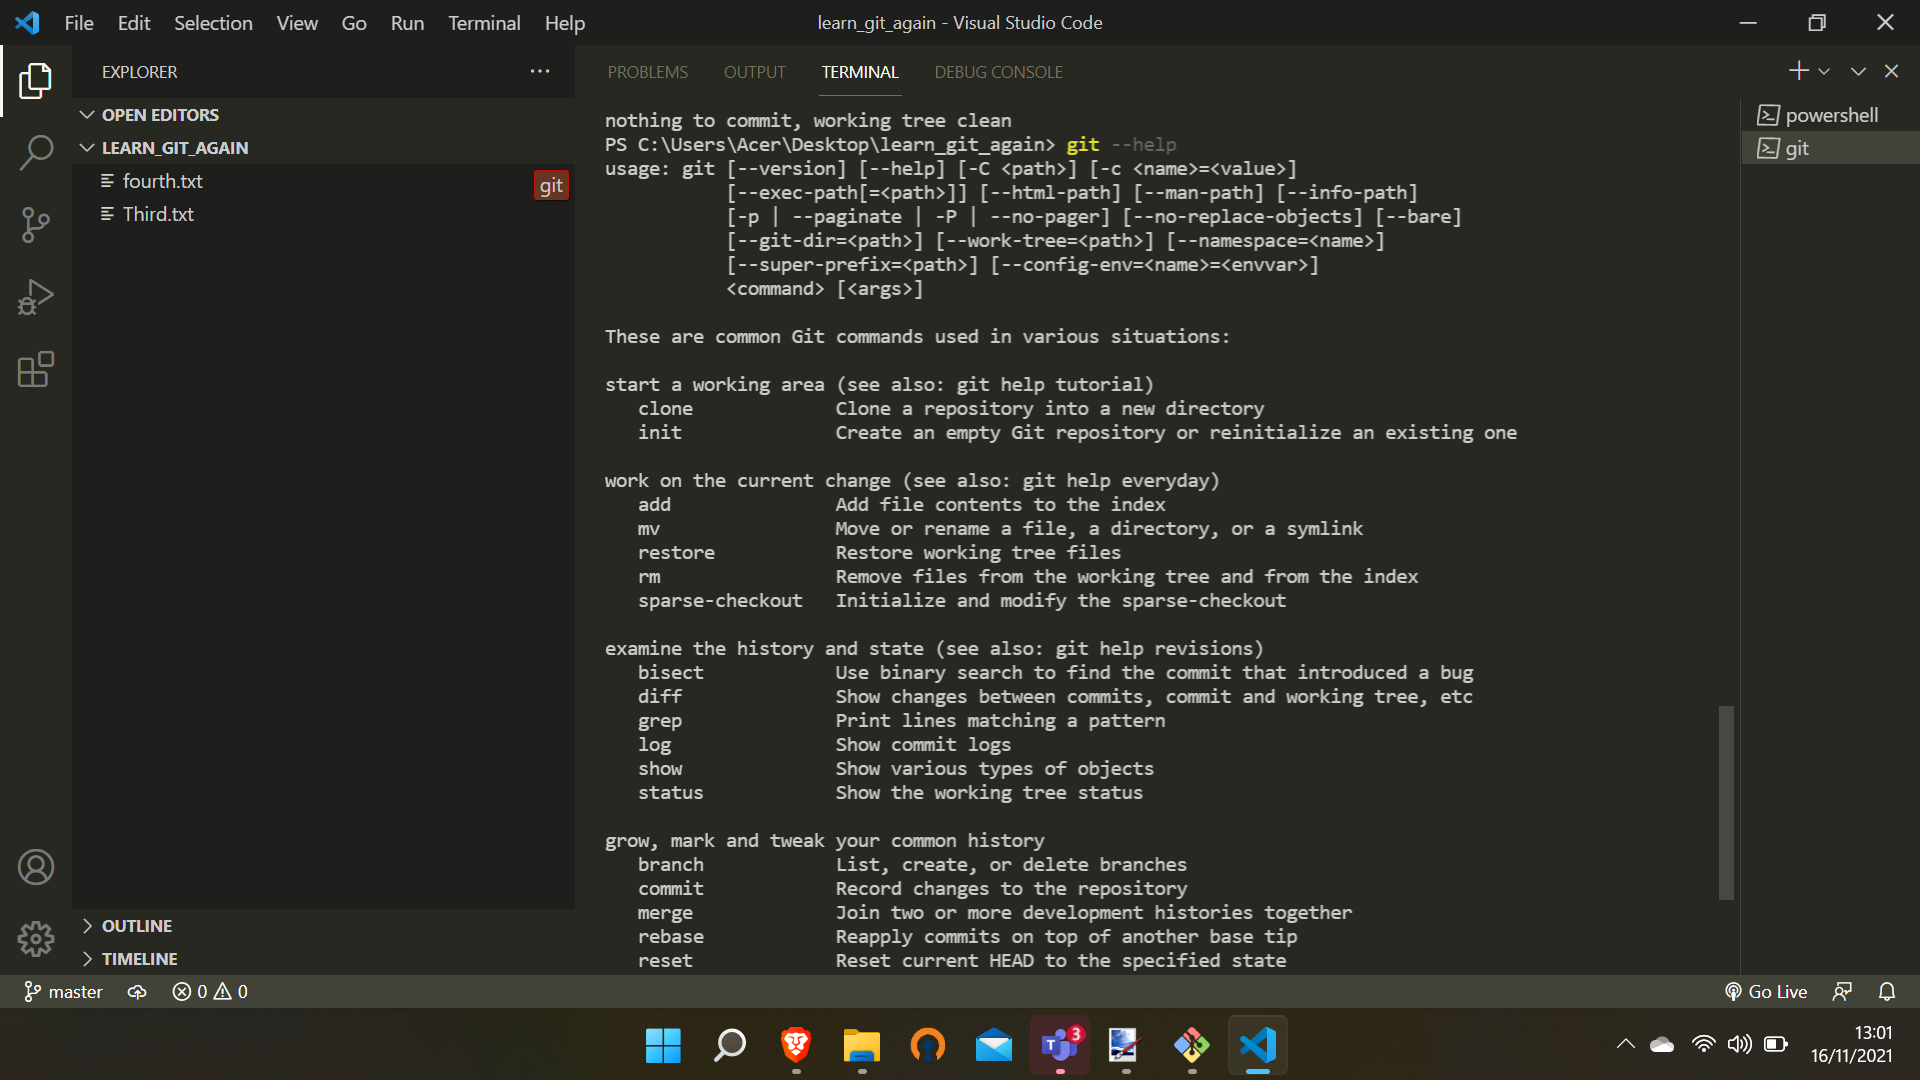 File Edit Selection View Go Run Terminal Help
learn_git_again - Visual Studio Code
EXPLORER
OPEN EDITORS
LEARN_GIT_AGAIN
fourth.txt
Third.txt
git
OUTLINE
TIMELINE
PROBLEMS OUTPUT TERMINAL DEBUG CONSOLE
nothing to commit, working tree clean
PS C:\Users\Acer\Desktop\learn_git_again> git --help
usage: git [--version] [--help] [-C <path>] [-c <name>=<value>]
[--exec-path[=<path>]] [--html-path] [--man-path] [--info-path]
[-p | --paginate | -P | --no-pager] [--no-replace-objects] [--bare]
[--git-dir=<path>] [--work-tree=<path>] [--namespace=<name>]
[--super-prefix=<path>] [--config-env=<name>=<envvar>]
<command> [<args>]
These are common Git commands used in various situations:
start a working area (see also: git help tutorial)
clone Clone a repository into a new directory
init Create an empty Git repository or reinitialize an existing one
work on the current change (see also: git help everyday)
add Add file contents to the index
mv Move or rename a file, a directory, or a symlink
restore Restore working tree files
rm Remove files from the working tree and from the index
sparse-checkout Initialize and modify the sparse-checkout
examine the history and state (see also: git help revisions)
bisect Use binary search to find the commit that introduced a bug
diff Show changes between commits, commit and working tree, etc
grep Print lines matching a pattern
log Show commit logs
show Show various types of objects
status Show the working tree status
grow, mark and tweak your common history
branch List, create, or delete branches
commit Record changes to the repository
merge Join two or more development histories together
rebase Reapply commits on top of another base tip
reset Reset current HEAD to the specified state
powershell
git
master 0 0
Go Live
T 3
13:01
16/11/2021